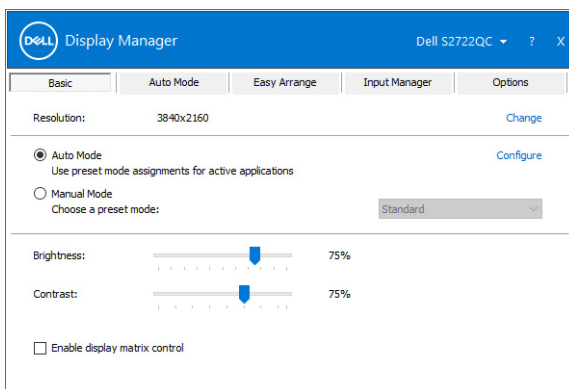 DELL Display Manager Dell S2722QC ? X
Basic Auto Mode Easy Arrange Input Manager Options
Resolution: 3840x2160 Change
Auto Mode Configure
Use preset mode assignments for active applications
Manual Mode
Choose a preset mode: Standard
Brightness: 75%
Contrast: 75%
Enable display matrix control